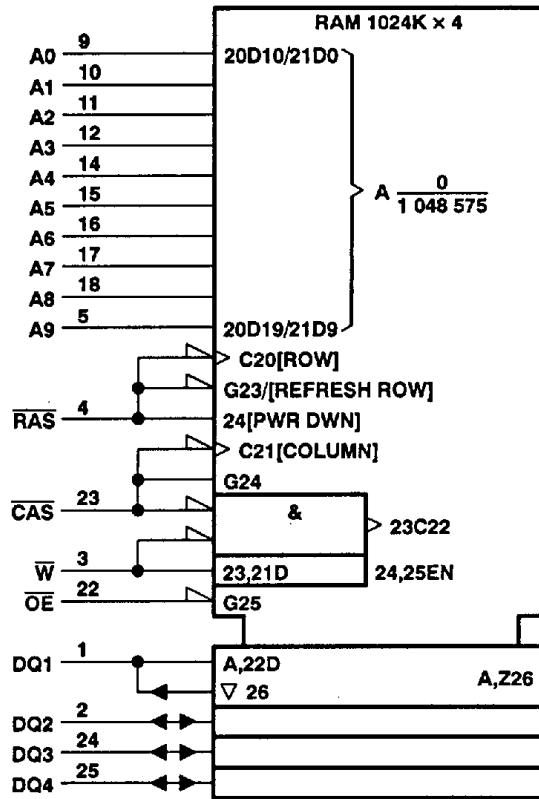 RAM 1024K × 4
A0 9 20D10/21D0
A1 10
A2 11
A3 12
A4 14 A 0
A5 15 1 048 575
A6 16
A7 17
A8 18
A9 5 20D19/21D9
C20[ROW]
G23/[REFRESH ROW]
RAS 4 24[PWR DWN]
C21[COLUMN]
G24
CAS 23 & 23C22
W 3 23,21D 24,25EN
OE 22 G25
DQ1 1 A,22D A,Z26
26
DQ2 2
DQ3 24
DQ4 25